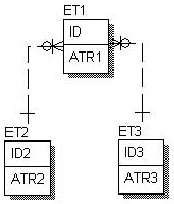 ET1
ID
ATR1
ET2
ID2
ATR2
ET3
ID3
ATR3